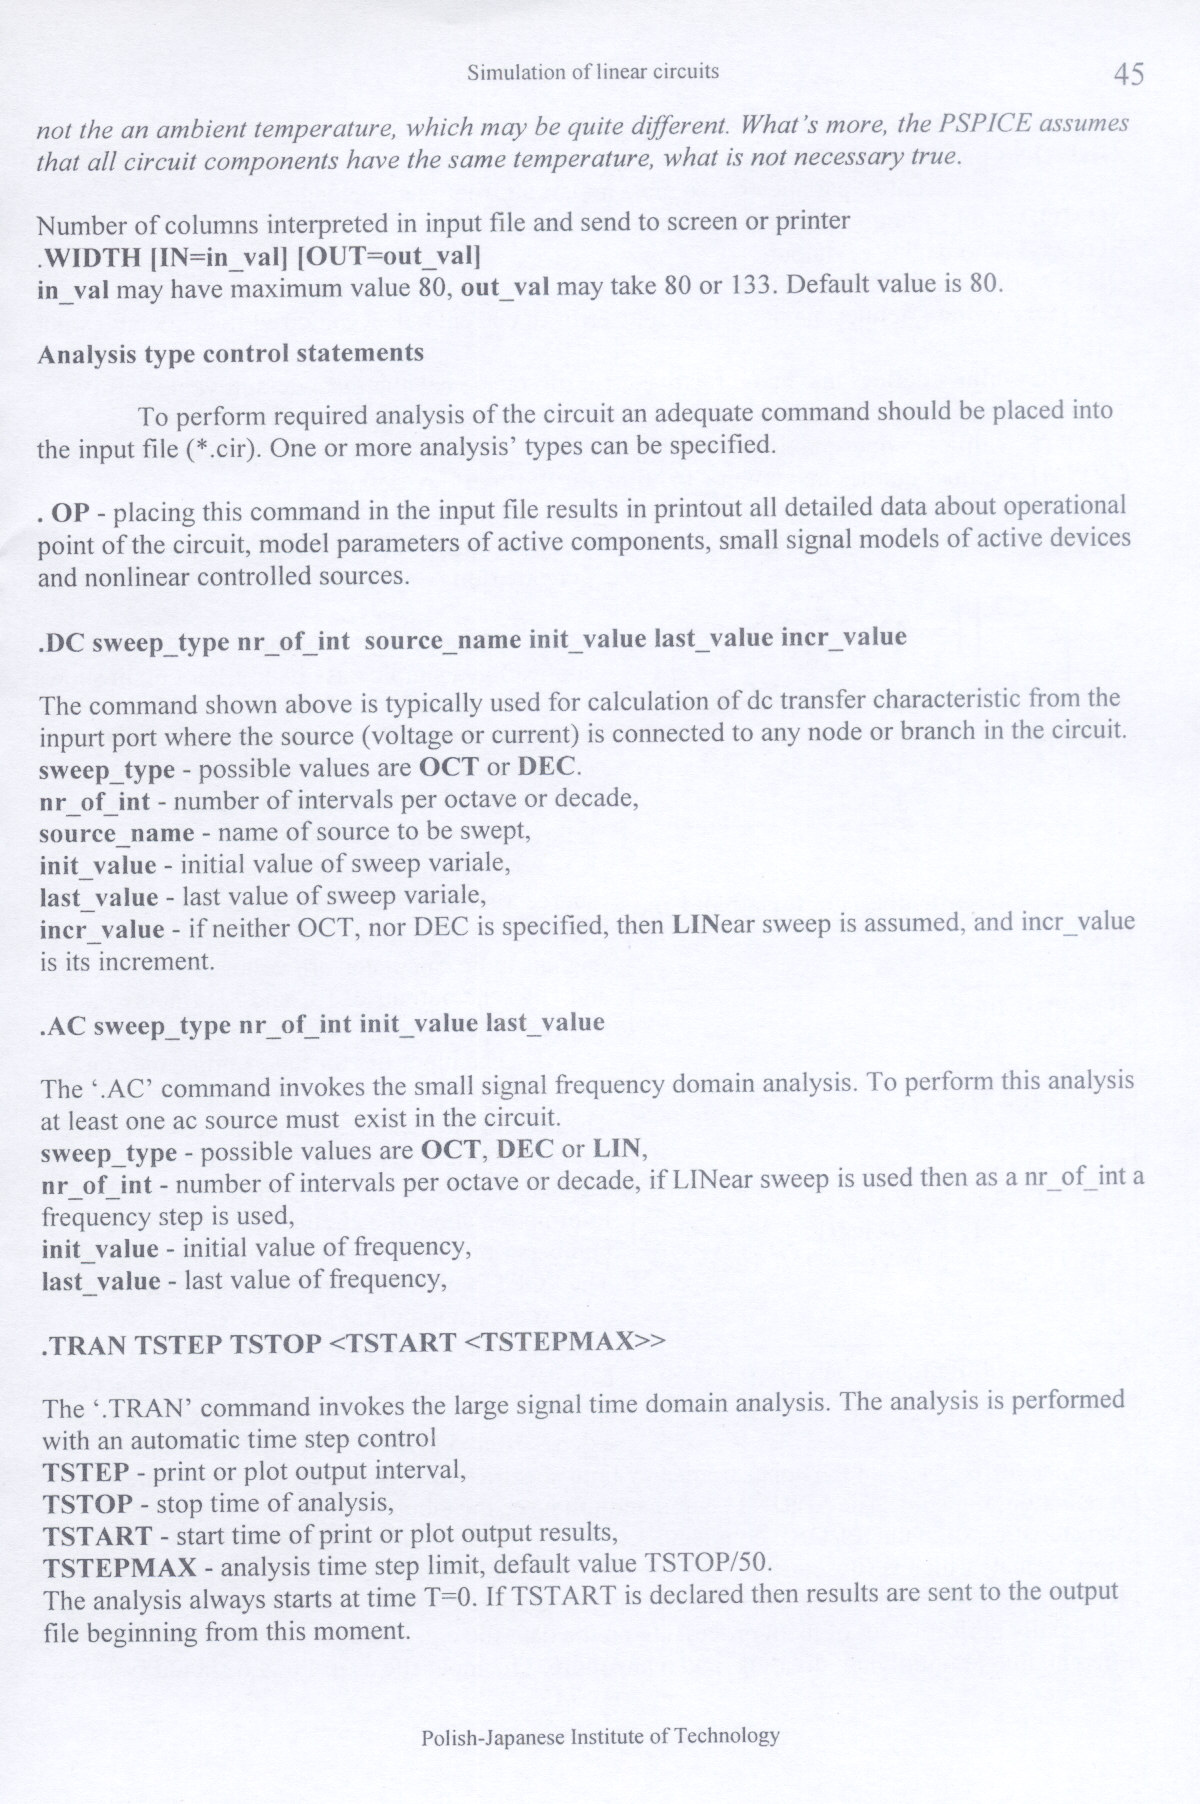 Simulation of linear circuits 45
not the an ambient temperature, which may be quite different. What's more, the PSPICE assumes
that all circuit components have the same temperature, what is not necessary true.
Number of columns interpreted in input file and send to screen or printer
.WIDTH [IN=in_val] [OUT=out_val]
in_val may have maximum value 80, out_val may take 80 or 133. Default value is 80.
Analysis type control statements
To perform required analysis of the circuit an adequate command should be placed into
the input file (*.cir). One or more analysis' types can be specified.
. OP - placing this command in the input file results in printout all detailed data about operational
point of the circuit, model parameters of active components, small signal models of active devices
and nonlinear controlled sources.
.DC sweep_type nr_of_int source_name init_value last_value incr_value
The command shown above is typically used for calculation of dc transfer characteristic from the
inpurt port where the source (voltage or current) is connected to any node or branch in the circuit.
sweep_type - possible values are OCT or DEC.
nr_of_int - number of intervals per octave or decade,
source_name - name of source to be swept,
init_value - initial value of sweep variale,
last_value - last value of sweep variale,
incr_value - if neither OCT, nor DEC is specified, then LINear sweep is assumed, and incr_value
is its increment.
.AC sweep_type nr_of_int init_value last_value
The '.AC' command invokes the small signal frequency domain analysis. To perform this analysis
at least one ac source must exist in the circuit.
sweep_type - possible values are OCT, DEC or LIN,
nr_of_int - number of intervals per octave or decade, if LINear sweep is used then as a nr_of_int a
frequency step is used,
init_value - initial value of frequency,
last_value - last value of frequency,
.TRAN TSTEP TSTOP <TSTART <TSTEPMAX>>
The '.TRAN' command invokes the large signal time domain analysis. The analysis is performed
with an automatic time step control
TSTEP - print or plot output interval,
TSTOP - stop time of analysis,
TSTART - start time of print or plot output results,
TSTEPMAX - analysis time step limit, default value TSTOP/50.
The analysis always starts at time T=0. If TSTART is declared then results are sent to the output
file beginning from this moment.
Polish-Japanese Institute of Technology